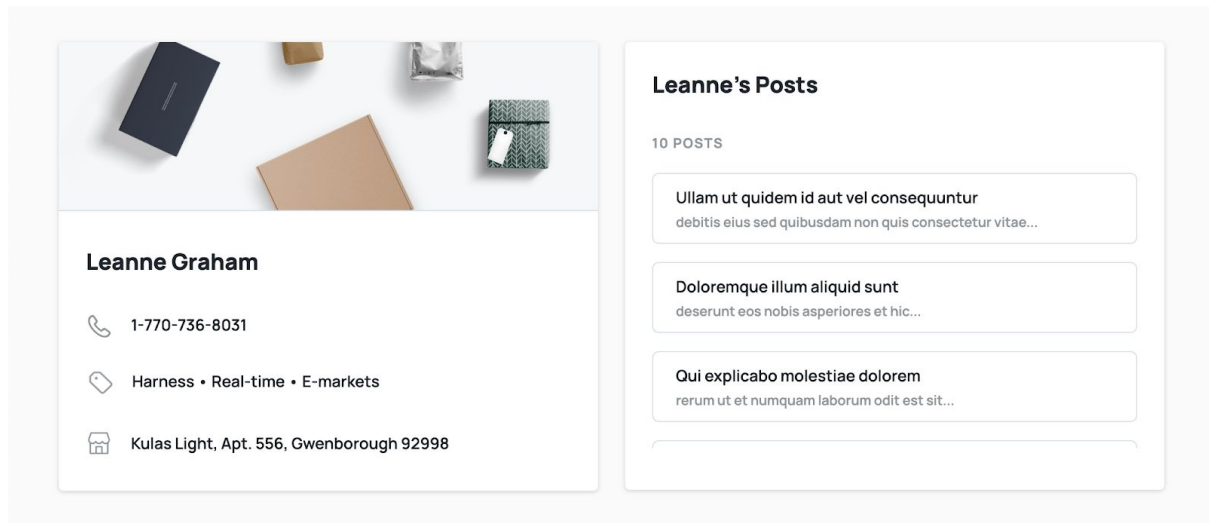 Leanne Graham
1-770-736-8031
Harness • Real-time • E-markets
Kulas Light, Apt. 556, Gwenborough 92998
Leanne's Posts
10 POSTS
Ullam ut quidem id aut vel consequuntur
debitis eius sed quibusdam non quis consectetur vitae...
Doloremque illum aliquid sunt
deserunt eos nobis asperiores et hic...
Qui explicabo molestiae dolorem
rerum ut et numquam laborum odit est sit...